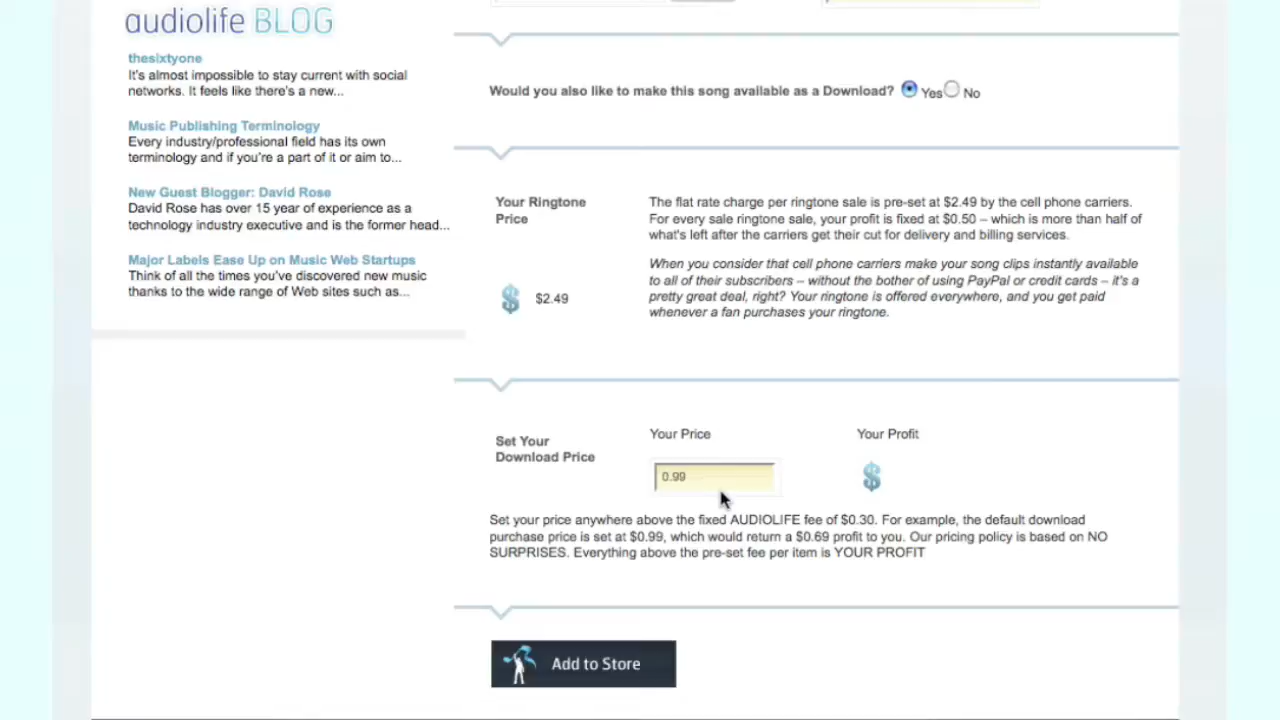 audiolife BLOG
thesixtyone
It's almost impossible to stay current with social
networks. It feels like there's a new...
Music Publishing Terminology
Every industry/professional field has its own
terminology and if you're a part of it or aim to...
New Guest Blogger: David Rose
David Rose has over 15 year of experience as a
technology industry executive and is the former head...
Major Labels Ease Up on Music Web Startups
Think of all the times you've discovered new music
thanks to the wide range of Web sites such as...
Would you also like to make this song available as a Download? Yes No
Your Ringtone
Price
$2.49
The flat rate charge per ringtone sale is pre-set at $2.49 by the cell phone carriers.
For every sale ringtone sale, your profit is fixed at $0.50 – which is more than half of
what's left after the carriers get their cut for delivery and billing services.
When you consider that cell phone carriers make your song clips instantly available
to all of their subscribers – without the bother of using PayPal or credit cards – it's a
pretty great deal, right? Your ringtone is offered everywhere, and you get paid
whenever a fan purchases your ringtone.
Set Your
Download Price
Your Price
0.99
Your Profit
$
Set your price anywhere above the fixed AUDIOLIFE fee of $0.30. For example, the default download
purchase price is set at $0.99, which would return a $0.69 profit to you. Our pricing policy is based on NO
SURPRISES. Everything above the pre-set fee per item is YOUR PROFIT
Add to Store